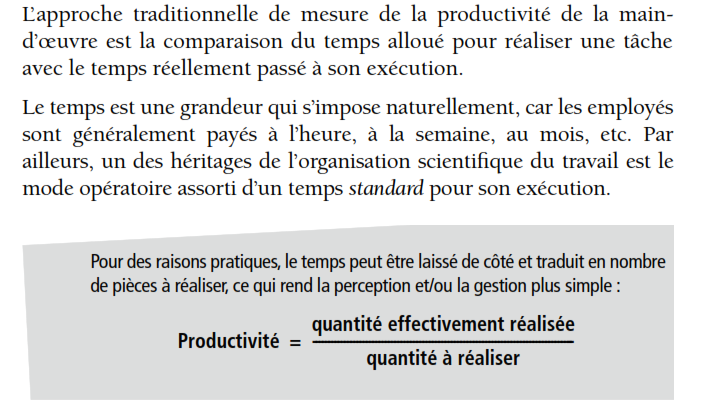 L’approche traditionnelle de mesure de la productivité de la main-
d’œuvre est la comparaison du temps alloué pour réaliser une tâche
avec le temps réellement passé à son exécution.
Le temps est une grandeur qui s’impose naturellement, car les employés
sont généralement payés à l’heure, à la semaine, au mois, etc. Par
ailleurs, un des héritages de l’organisation scientifique du travail est le
mode opératoire assorti d’un temps standard pour son exécution.
Pour des raisons pratiques, le temps peut être laissé de côté et traduit en nombre
de pièces à réaliser, ce qui rend la perception et/ou la gestion plus simple :
quantité effectivement réalisée
Productivité =
quantité à réaliser